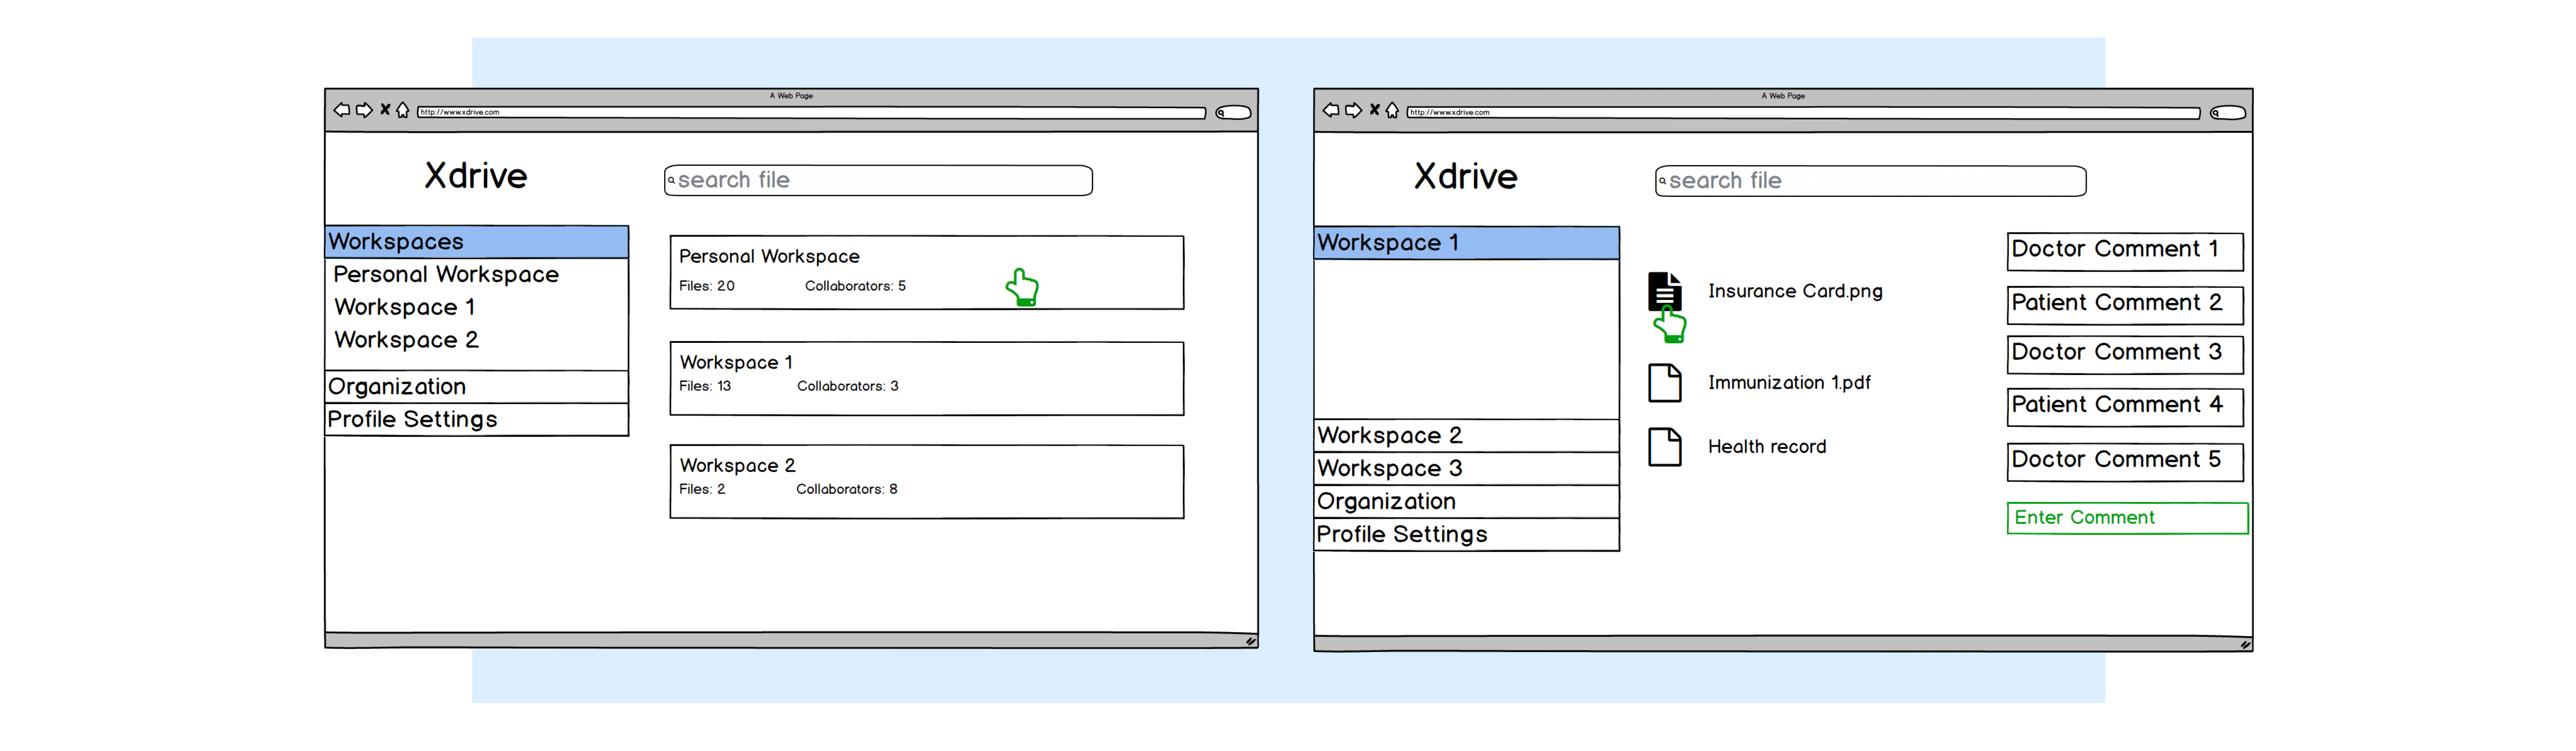 A Web Page
http://www.xdrive.com
Xdrive
search file
Workspaces
Personal Workspace
Workspace 1
Workspace 2
Organization
Profile Settings
Personal Workspace
Files: 20 Collaborators: 5
Workspace 1
Files: 13 Collaborators: 3
Workspace 2
Files: 2 Collaborators: 8
A Web Page
http://www.xdrive.com
Xdrive
search file
Workspace 1
Workspace 2
Workspace 3
Organization
Profile Settings
Insurance Card.png
Immunization 1.pdf
Health record
Doctor Comment 1
Patient Comment 2
Doctor Comment 3
Patient Comment 4
Doctor Comment 5
Enter Comment